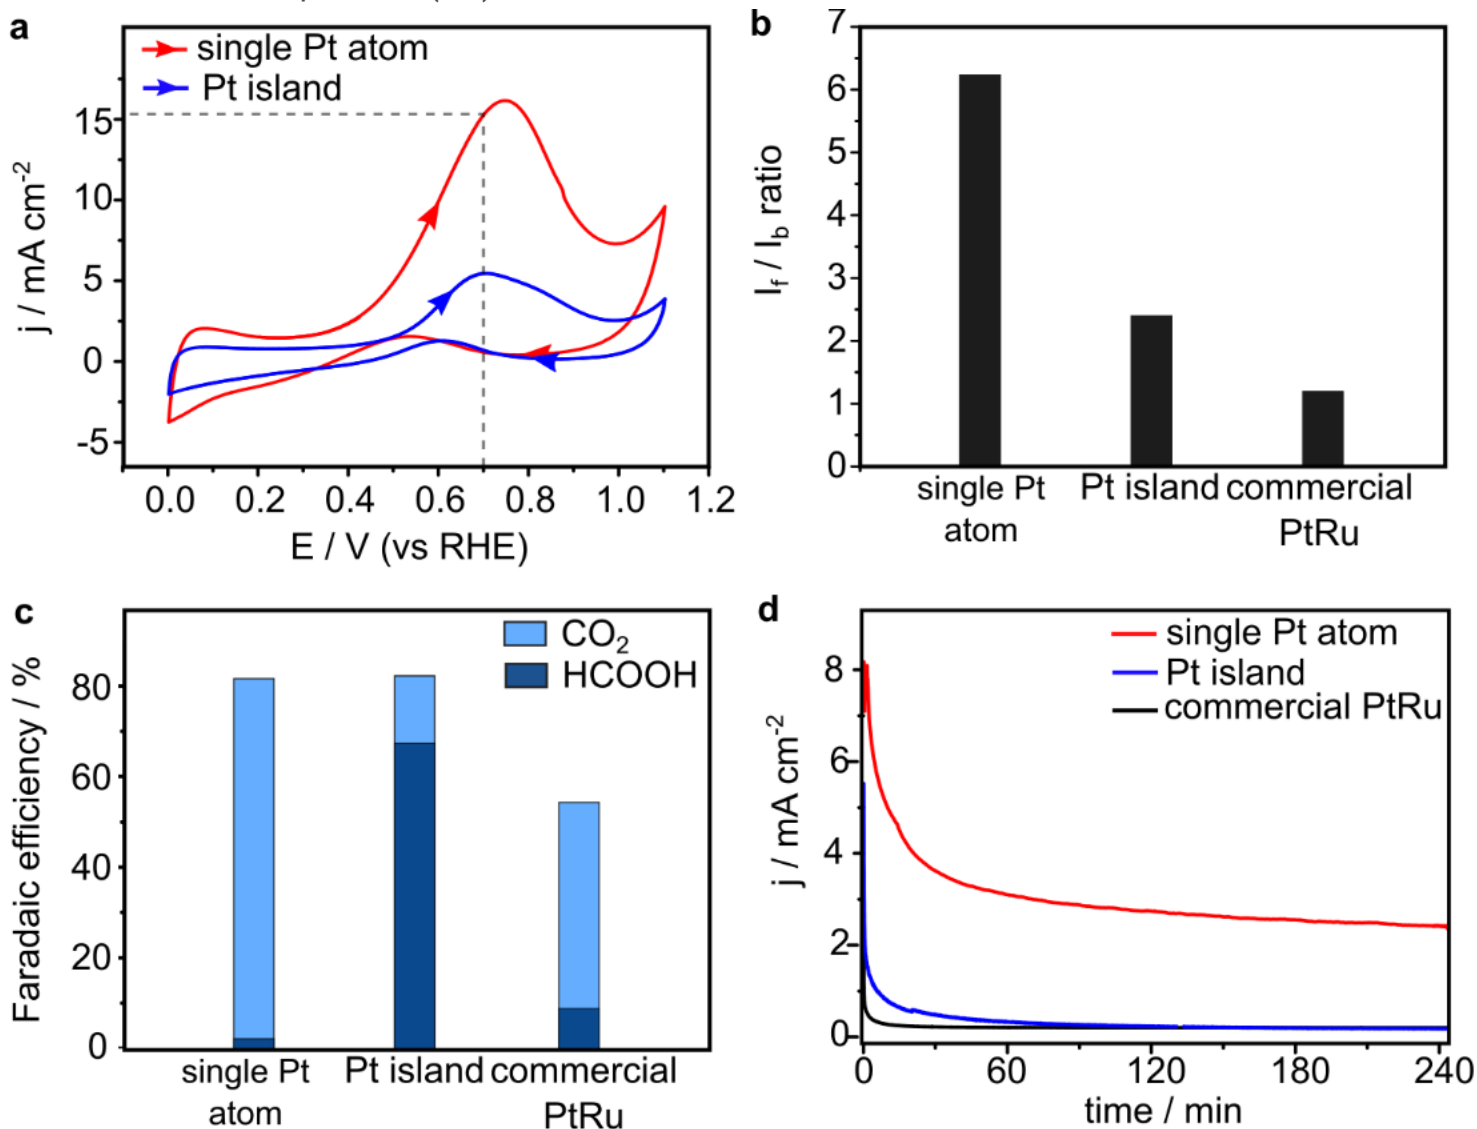 a
single Pt atom
Pt island
15
10
5
0
-5
j / mA cm-2
0.0 0.2 0.4 0.6 0.8 1.0 1.2
E / V (vs RHE)
b
7
6
5
4
3
2
1
0
If / Ib ratio
single Pt atom
Pt island
commercial PtRu
c
CO2
HCOOH
80
60
40
20
0
Faradaic efficiency / %
single Pt atom
Pt island
commercial PtRu
d
single Pt atom
Pt island
commercial PtRu
8
6
4
2
0
j / mA cm-2
0 60 120 180 240
time / min